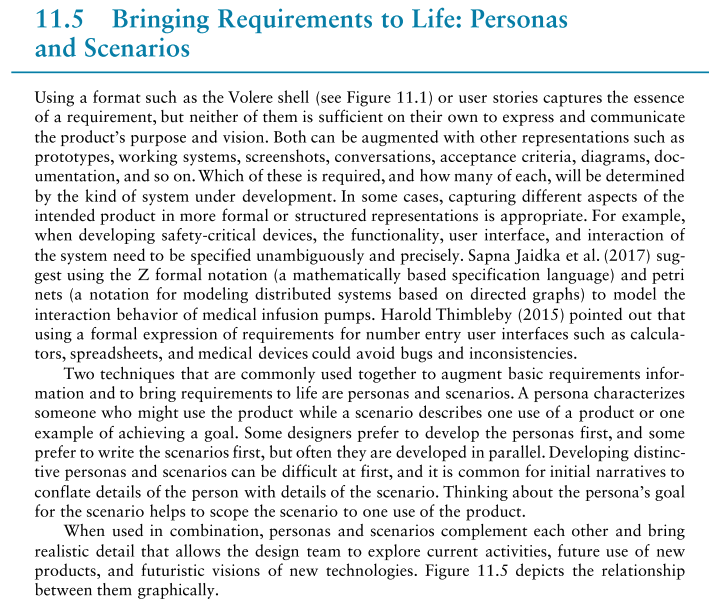 11.5 Bringing Requirements to Life: Personas
and Scenarios
Using a format such as the Volere shell (see Figure 11.1) or user stories captures the essence
of a requirement, but neither of them is sufficient on their own to express and communicate
the product's purpose and vision. Both can be augmented with other representations such as
prototypes, working systems, screenshots, conversations, acceptance criteria, diagrams, doc-
umentation, and so on. Which of these is required, and how many of each, will be determined
by the kind of system under development. In some cases, capturing different aspects of the
intended product in more formal or structured representations is appropriate. For example,
when developing safety-critical devices, the functionality, user interface, and interaction of
the system need to be specified unambiguously and precisely. Sapna Jaidka et al. (2017) sug-
gest using the Z formal notation (a mathematically based specification language) and petri
nets (a notation for modeling distributed systems based on directed graphs) to model the
interaction behavior of medical infusion pumps. Harold Thimbleby (2015) pointed out that
using a formal expression of requirements for number entry user interfaces such as calcula-
tors, spreadsheets, and medical devices could avoid bugs and inconsistencies.
Two techniques that are commonly used together to augment basic requirements infor-
mation and to bring requirements to life are personas and scenarios. A persona characterizes
someone who might use the product while a scenario describes one use of a product or one
example of achieving a goal. Some designers prefer to develop the personas first, and some
prefer to write the scenarios first, but often they are developed in parallel. Developing distinc-
tive personas and scenarios can be difficult at first, and it is common for initial narratives to
conflate details of the person with details of the scenario. Thinking about the persona's goal
for the scenario helps to scope the scenario to one use of the product.
When used in combination, personas and scenarios complement each other and bring
realistic detail that allows the design team to explore current activities, future use of new
products, and futuristic visions of new technologies. Figure 11.5 depicts the relationship
between them graphically.